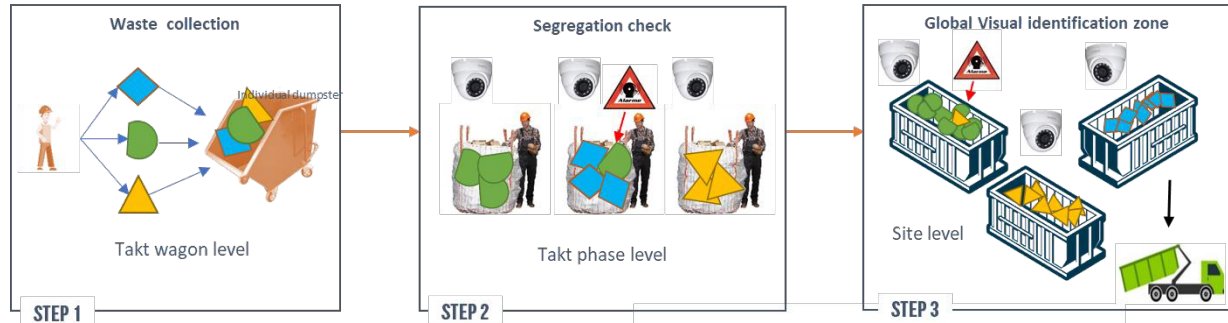 Waste collection
Individual dumpster
Takt wagon level
STEP 1
Segregation check
Alarme
Takt phase level
STEP 2
Global Visual identification zone
Alarme
Site level
STEP 3